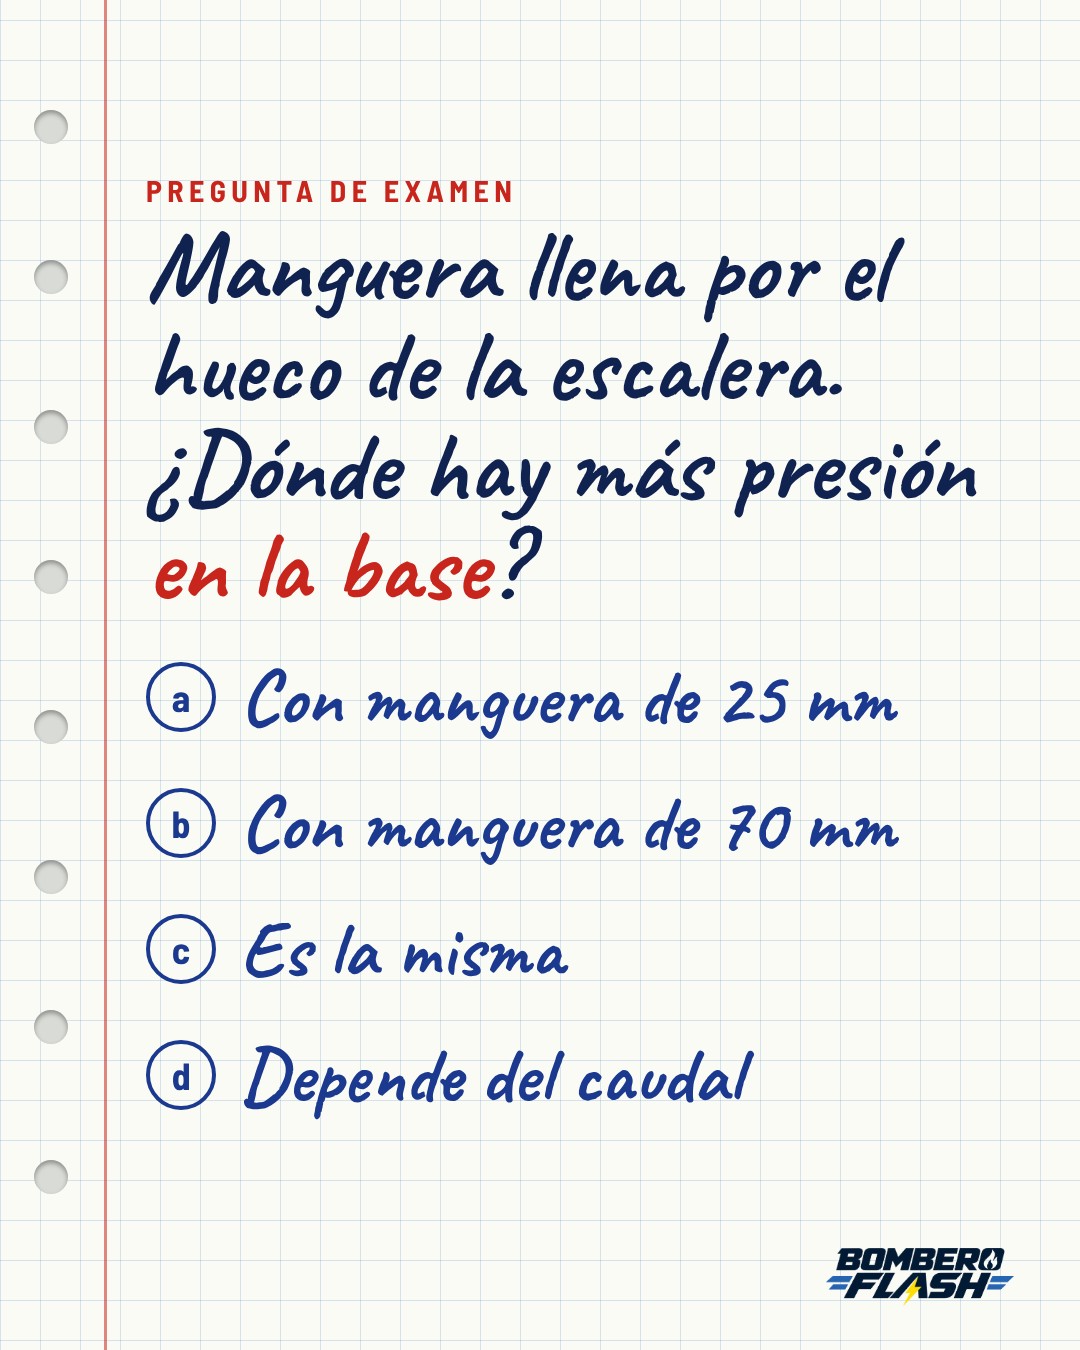 PREGUNTA DE EXAMEN
Manguera llena por el
hueco de la escalera.
¿Dónde hay más presión
en la base?
a Con manguera de 25 mm
b Con manguera de 70 mm
c Es la misma
d Depende del caudal
BOMBERO
FLASH